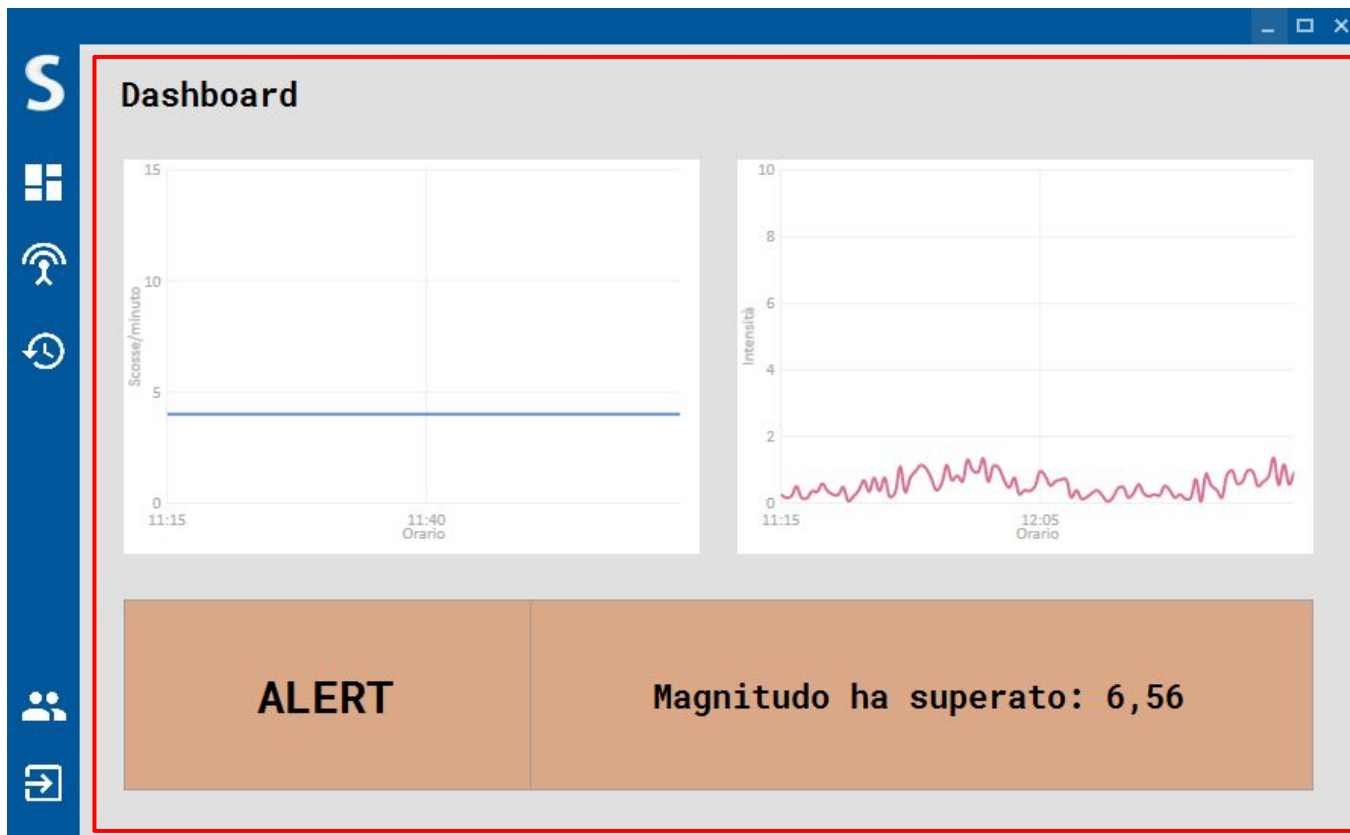 S
Dashboard
15
10
5
0
Scosse/minuto
11:15
11:40
Orario
10
8
6
4
2
0
Intensità
11:15
12:05
Orario
ALERT
Magnitudo ha superato: 6,56